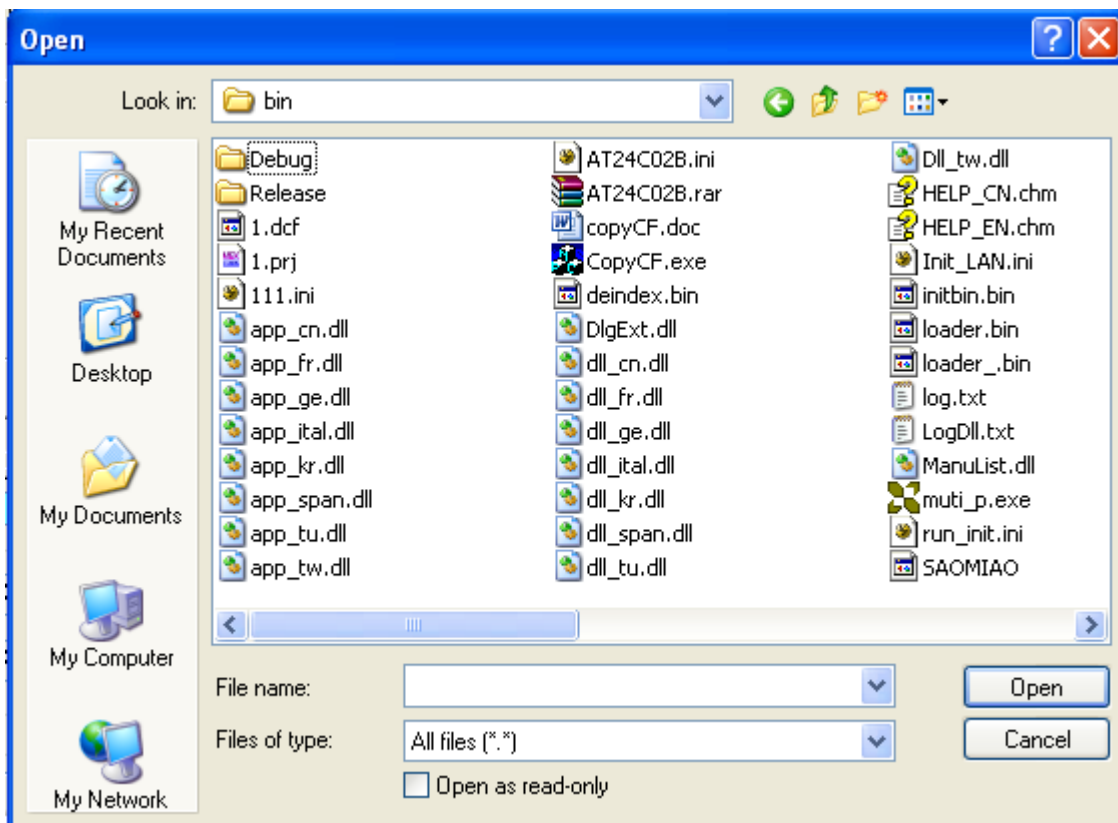 Open
Look in: bin
My Recent
Documents
Desktop
My Documents
My Computer
My Network
Debug
Release
1.dcf
1.prj
111.ini
app_cn.dll
app_fr.dll
app_ge.dll
app_ital.dll
app_kr.dll
app_span.dll
app_tu.dll
app_tw.dll
AT24C02B.ini
AT24C02B.rar
copyCF.doc
CopyCF.exe
deindex.bin
DlgExt.dll
dll_cn.dll
dll_fr.dll
dll_ge.dll
dll_ital.dll
dll_kr.dll
dll_span.dll
dll_tu.dll
Dll_tw.dll
HELP_CN.chm
HELP_EN.chm
Init_LAN.ini
initbin.bin
loader.bin
loader_.bin
log.txt
LogDll.txt
ManuList.dll
muti_p.exe
run_init.ini
SAOMIAO
File name:
Open
Files of type: All files (*.*)
Cancel
Open as read-only